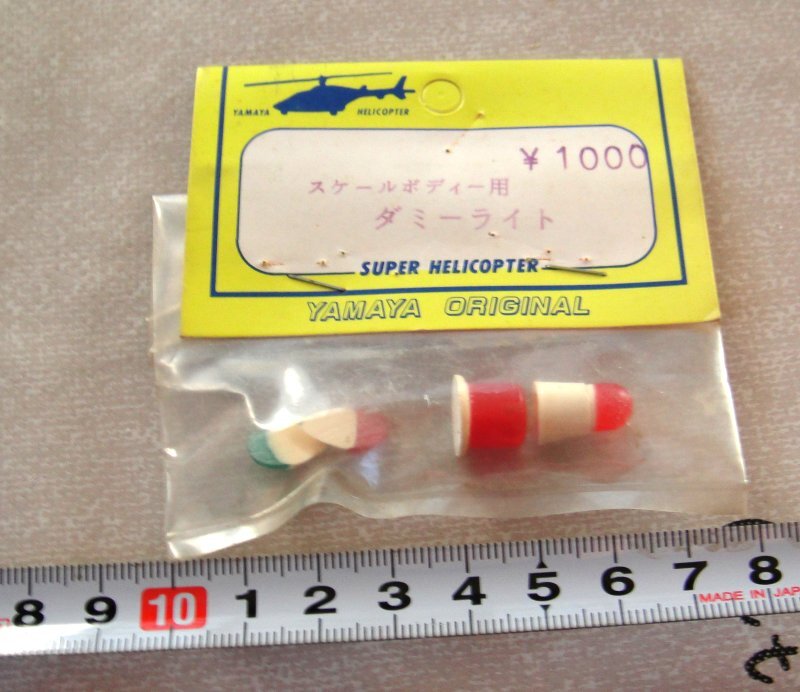 YAMAYA HELICOPTER
¥1000
スケールボディー用
ダミーライト
SUPER HELICOPTER
YAMAYA ORIGINAL
8 9 10 1 2 3 4 5 6 7 8
MADE IN JAP